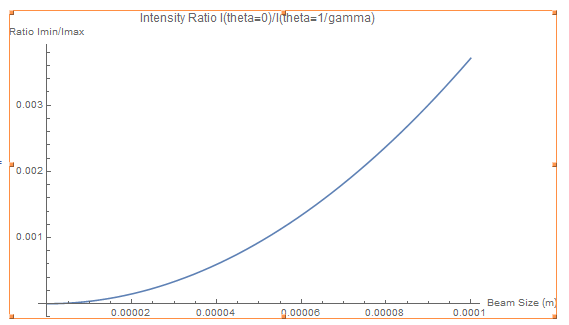 Intensity Ratio I(theta=0)/I(theta=1/gamma)
Ratio Imin/Imax
0.003
0.002
0.001
Beam Size (m)
0.00002 0.00004 0.00006 0.00008 0.0001